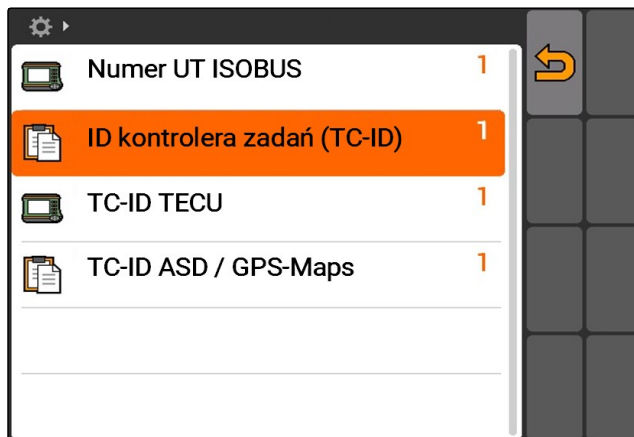 Numer UT ISOBUS 1
ID kontrolera zadań (TC-ID) 1
TC-ID TECU 1
TC-ID ASD / GPS-Maps 1